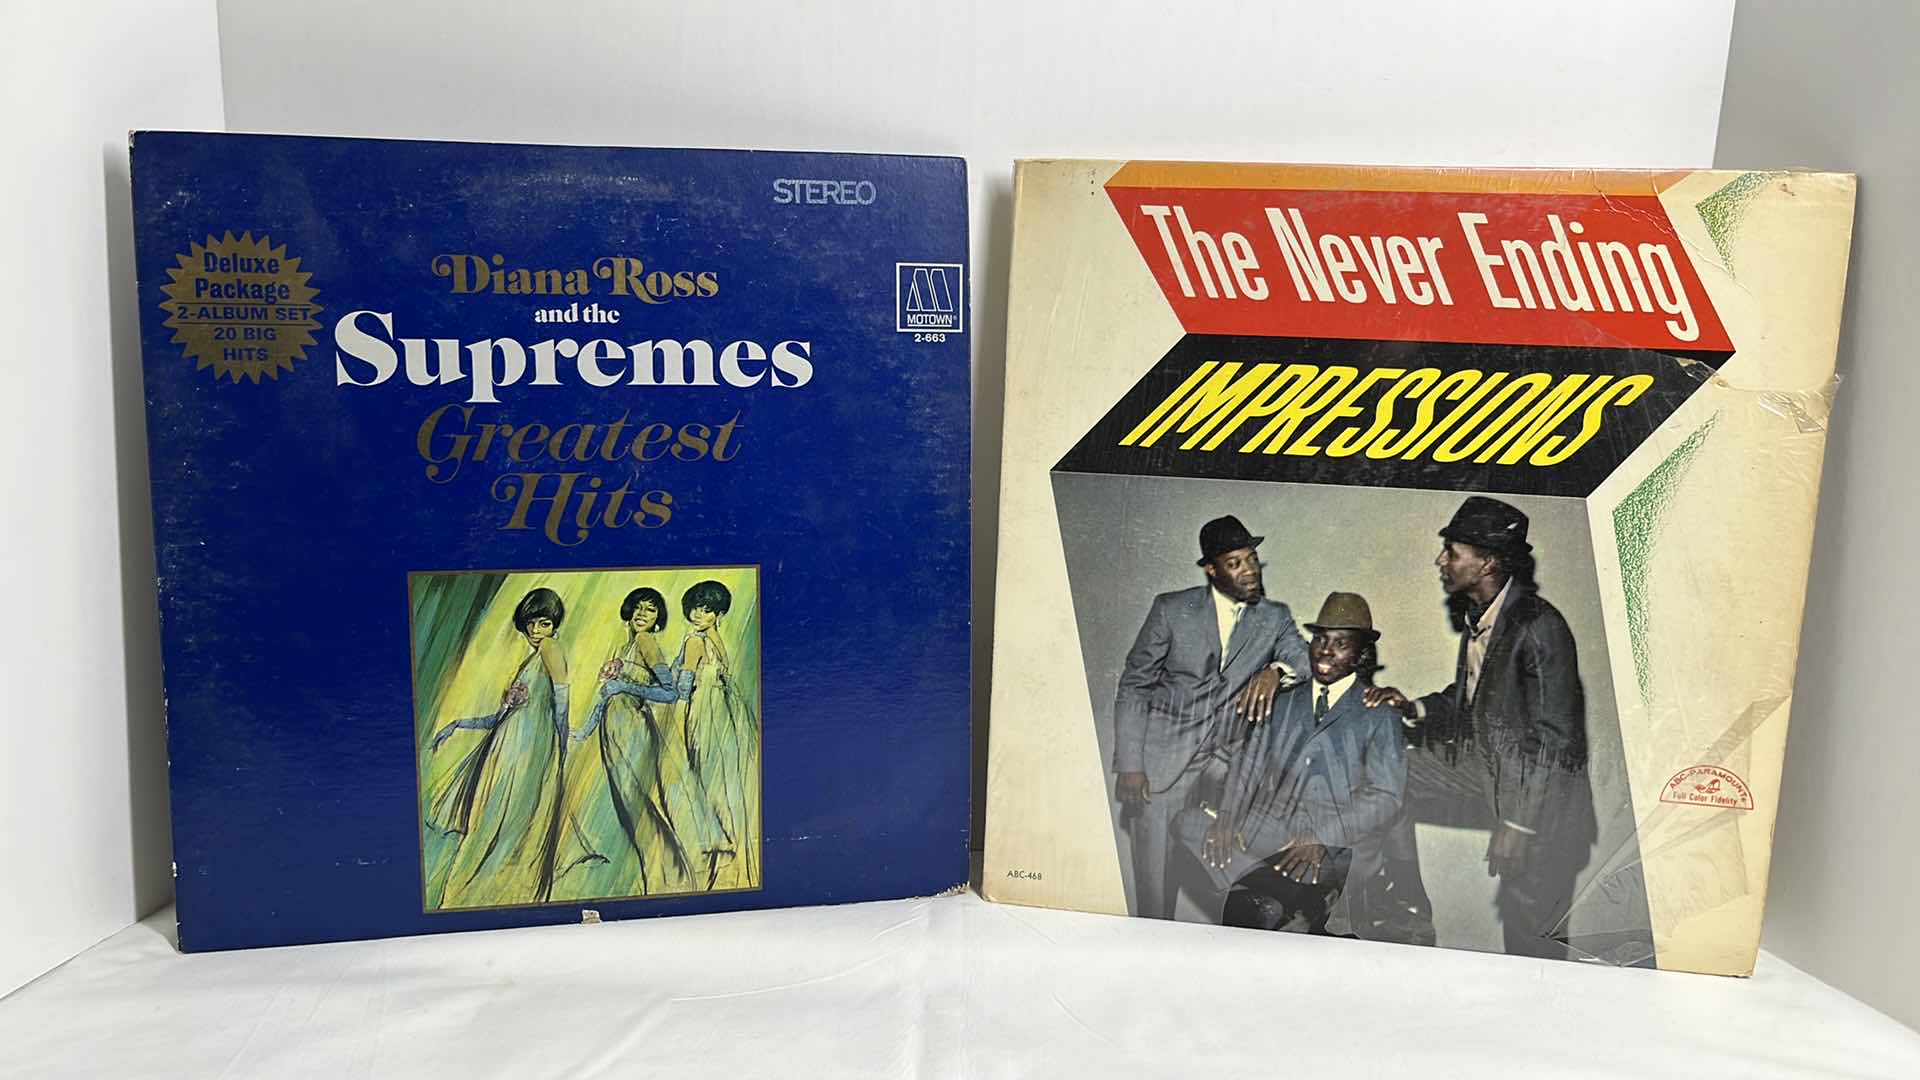 STEREO
Deluxe
Package
2-ALBUM SET
20 BIG
HITS
Diana Ross
and the
Supremes
Greatest
Hits
MOTOWN®
2-663
The Never Ending
IMPRESSIONS
ABC-PARAMOUNT
Full Color Fidelity
ABC-468